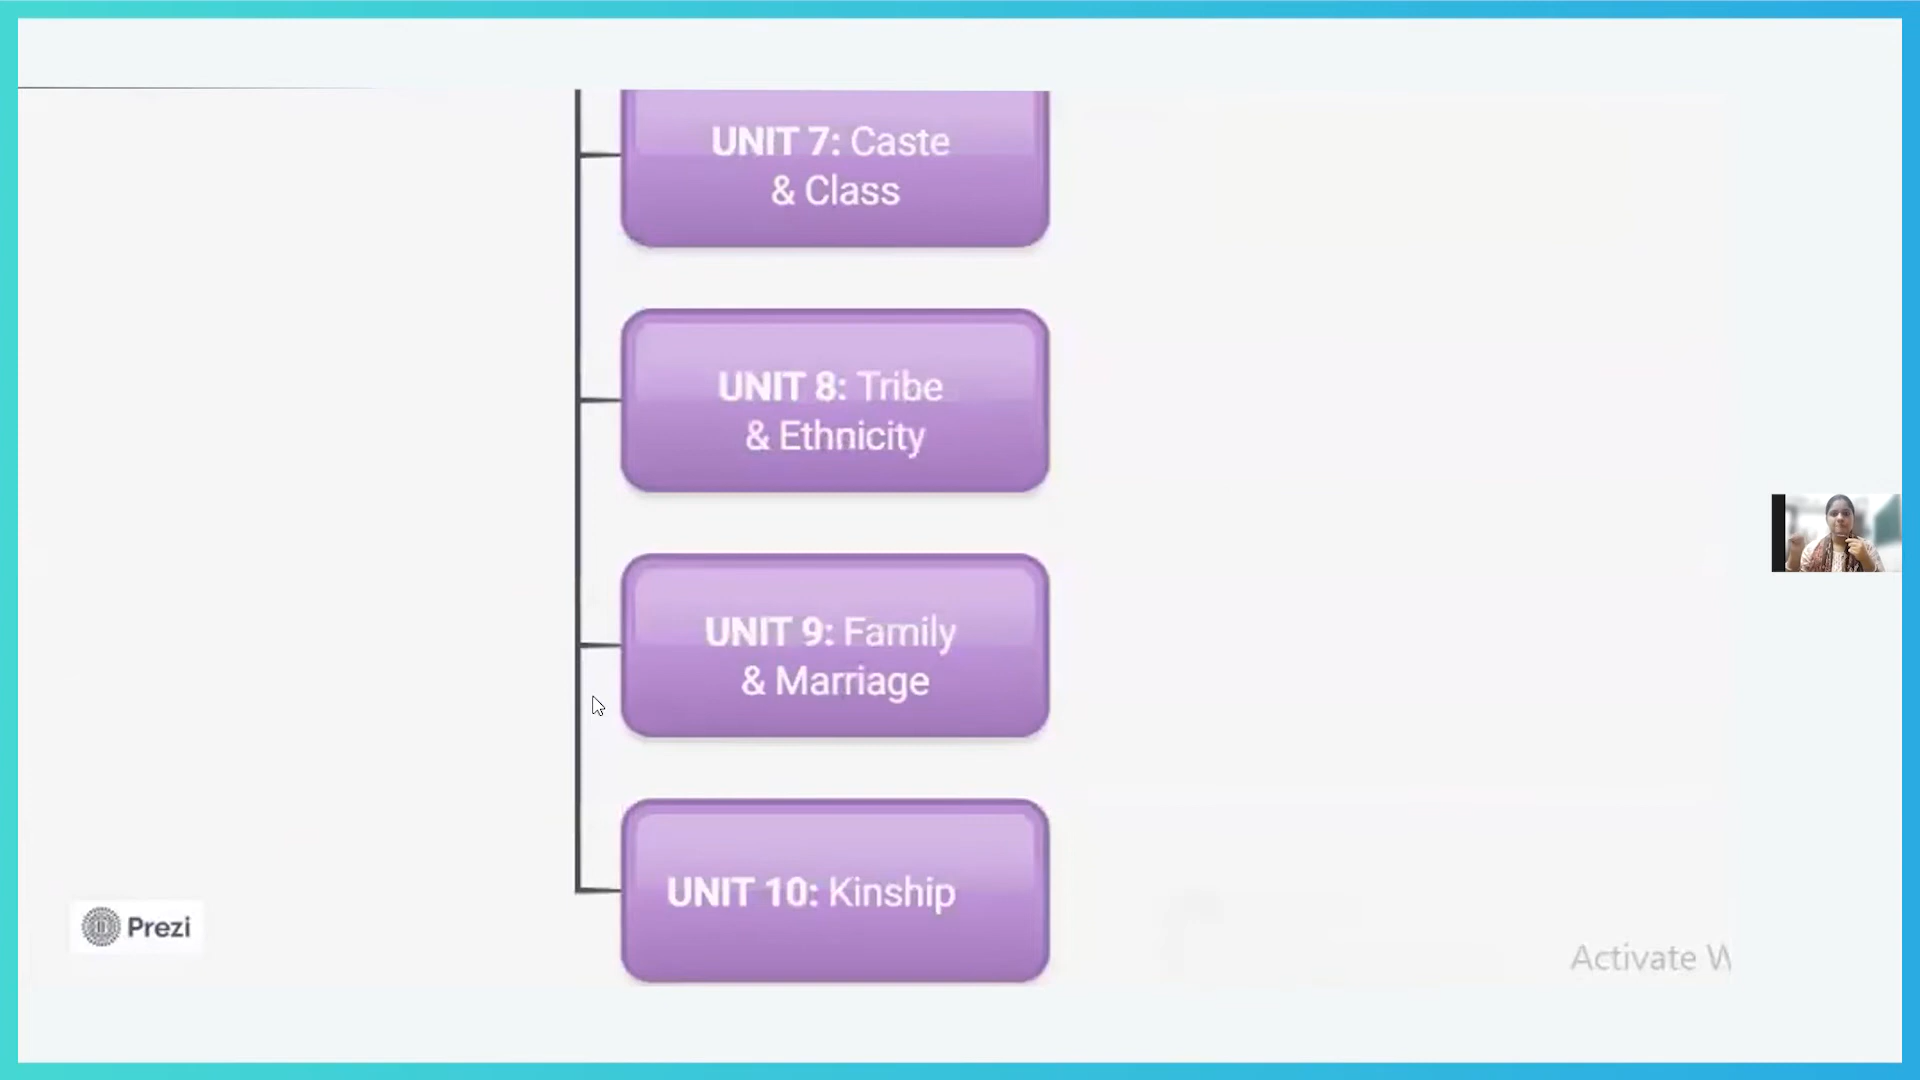 UNIT 7: Caste
& Class
UNIT 8: Tribe
& Ethnicity
UNIT 9: Family
& Marriage
UNIT 10: Kinship
Prezi
Activate W